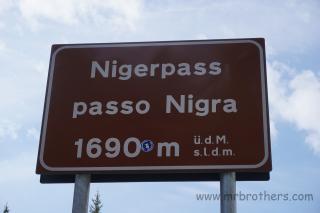 Nigerpass
passo Nigra
1690 m ü.d.M.
s.l.d.m.
www.mrbrothers.com